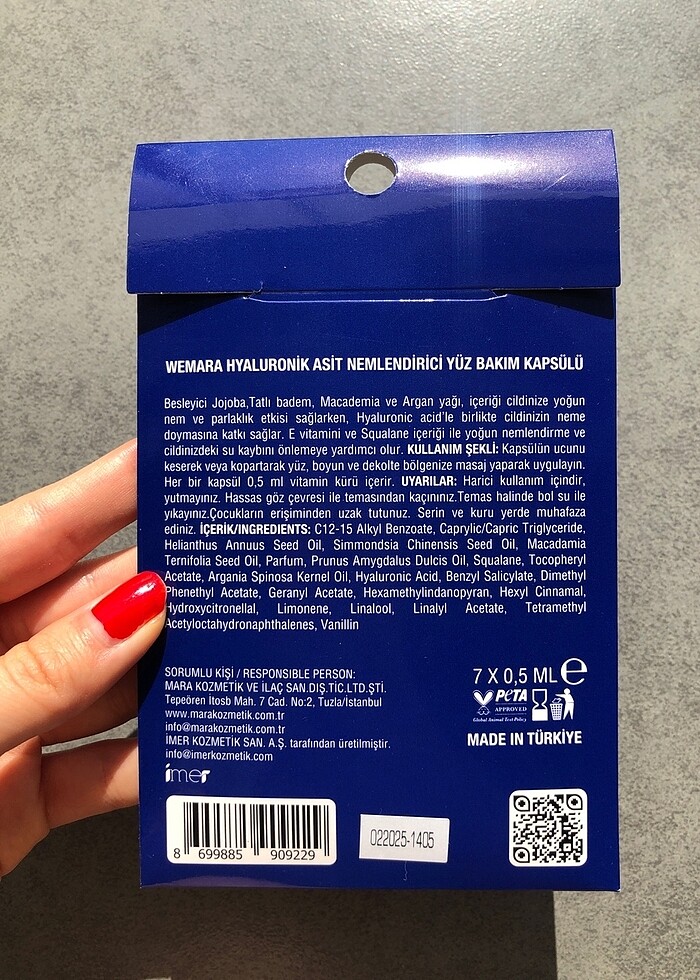 WEMARA HYALURONİK ASİT NEMLENDİRİCİ YÜZ BAKIM KAPSÜLÜ
Besleyici Jojoba,Tatlı badem, Macademia ve Argan yağı, içeriği cildinize yoğun
nem ve parlaklık etkisi sağlarken, Hyaluronic acid'le birlikte cildinizin neme
doymasına katkı sağlar. E vitamini ve Squalane içeriği ile yoğun nemlendirme ve
cildinizdeki su kaybını önlemeye yardımcı olur. KULLANIM ŞEKLİ: Kapsülün ucunu
keserek veya kopartarak yüz, boyun ve dekolte bölgenize masaj yaparak uygulayın.
Her bir kapsül 0,5 ml vitamin kürü içerir. UYARILAR: Harici kullanım içindir,
yutmayınız. Hassas göz çevresi ile temasından kaçınınız.Temas halinde bol su ile
yıkayınız.Çocukların erişiminden uzak tutunuz. Serin ve kuru yerde muhafaza
ediniz. İÇERİK/INGREDIENTS: C12-15 Alkyl Benzoate, Caprylic/Capric Triglyceride,
Helianthus Annuus Seed Oil, Simmondsia Chinensis Seed Oil, Macadamia
Ternifolia Seed Oil, Parfum, Prunus Amygdalus Dulcis Oil, Squalane, Tocopheryl
Acetate, Argania Spinosa Kernel Oil, Hyaluronic Acid, Benzyl Salicylate, Dimethyl
Phenethyl Acetate, Geranyl Acetate, Hexamethylindanopyran, Hexyl Cinnamal,
Hydroxycitronellal, Limonene, Linalool, Linalyl Acetate, Tetramethyl
Acetyloctahydronaphthalenes, Vanillin
SORUMLU KİŞİ / RESPONSIBLE PERSON:
MARA KOZMETİK VE İLAÇ SAN.DIŞ.TİC.LTD.ŞTİ.
Tepeören İtosb Mah. 7 Cad. No:2, Tuzla/İstanbul
www.marakozmetik.com.tr
info@marakozmetik.com.tr
İMER KOZMETİK SAN. A.Ş. tarafından üretilmiştir.
info@imerkozmetik.com
imer
7 X 0,5 ML e
PeTA
APPROVED
Global Animal Test Policy
MADE IN TÜRKİYE
8 699885 909229
022025-1405